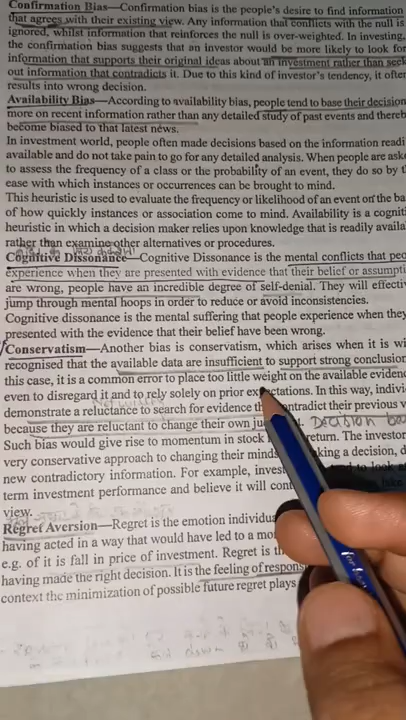 Confirmation Bias—Confirmation bias is the people's desire to find information
that agrees with their existing view. Any information that conflicts with the null is
ignored, whilst information that reinforces the null is over-weighted. In investing,
the confirmation bias suggests that an investor would be more likely to look for
information that supports their original ideas about an investment rather than seek
out information that contradicts it. Due to this kind of investor's tendency, it often
results into wrong decision.
Availability Bias—According to availability bias, people tend to base their decision
more on recent information rather than any detailed study of past events and thereb
become biased to that latest news.
In investment world, people often made decisions based on the information readi
available and do not take pain to go for any detailed analysis. When people are aske
to assess the frequency of a class or the probability of an event, they do so by t
ease with which instances or occurrences can be brought to mind.
This heuristic is used to evaluate the frequency or likelihood of an event on the ba
of how quickly instances or association come to mind. Availability is a cogniti
heuristic in which a decision maker relies upon knowledge that is readily availa
rather than examine other alternatives or procedures.
Cognitive Dissonance—Cognitive Dissonance is the mental conflicts that peo
experience when they are presented with evidence that their belief or assumpti
are wrong, people have an incredible degree of self-denial. They will effectiv
jump through mental hoops in order to reduce or avoid inconsistencies.
Cognitive dissonance is the mental suffering that people experience when they
presented with the evidence that their belief have been wrong.
Conservatism—Another bias is conservatism, which arises when it is wi
recognised that the available data are insufficient to support strong conclusion
this case, it is a common error to place too little weight on the available evidenc
even to disregard it and to rely solely on prior expectations. In this way, indivi
demonstrate a reluctance to search for evidence that contradict their previous v
because they are reluctant to change their own Decision
Such bias would give rise to momentum in stock return. The investor
very conservative approach to changing their minds making a decision, d
new contradictory information. For example, look a
term investment performance and believe it will
view.
Regret Aversion—Regret is the emotion individua
having acted in a way that would have led to a mo
e.g. of it is fall in price of investment. Regret is th
having made the right decision. It is the feeling of respons
context the minimization of possible future regret plays